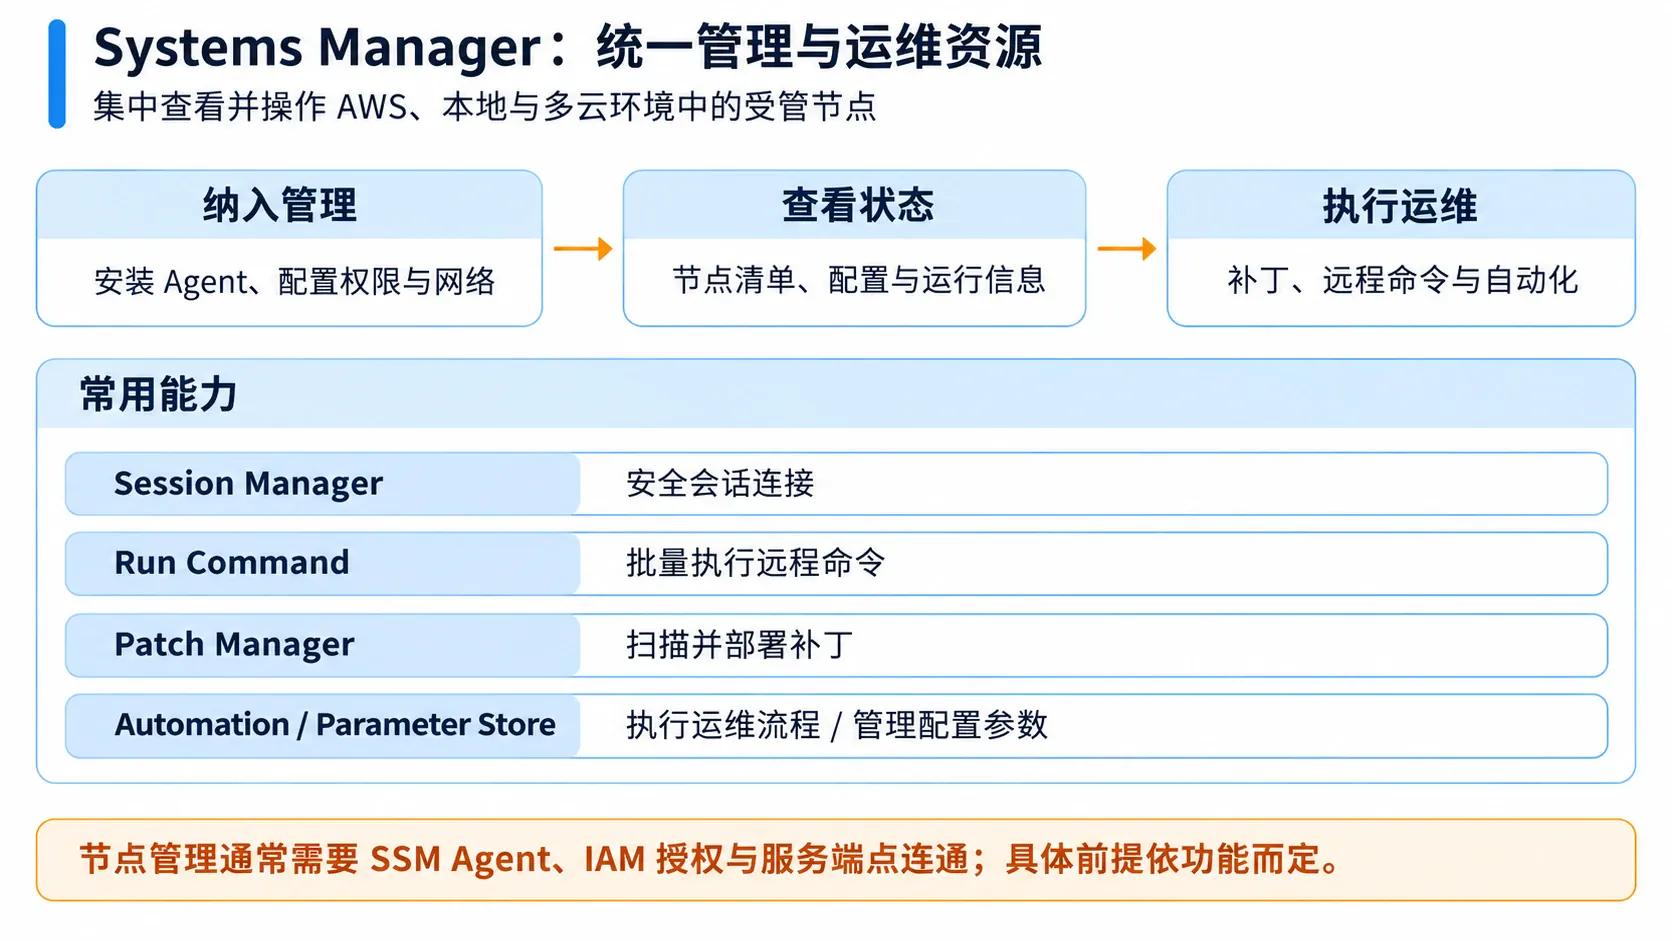 Systems Manager：统一管理与运维资源
集中查看并操作 AWS、本地与多云环境中的受管节点
纳入管理
安装 Agent、配置权限与网络
查看状态
节点清单、配置与运行信息
执行运维
补丁、远程命令与自动化
常用能力
Session Manager
安全会话连接
Run Command
批量执行远程命令
Patch Manager
扫描并部署补丁
Automation / Parameter Store
执行运维流程 / 管理配置参数
节点管理通常需要 SSM Agent、IAM 授权与服务端点连通；具体前提依功能而定。